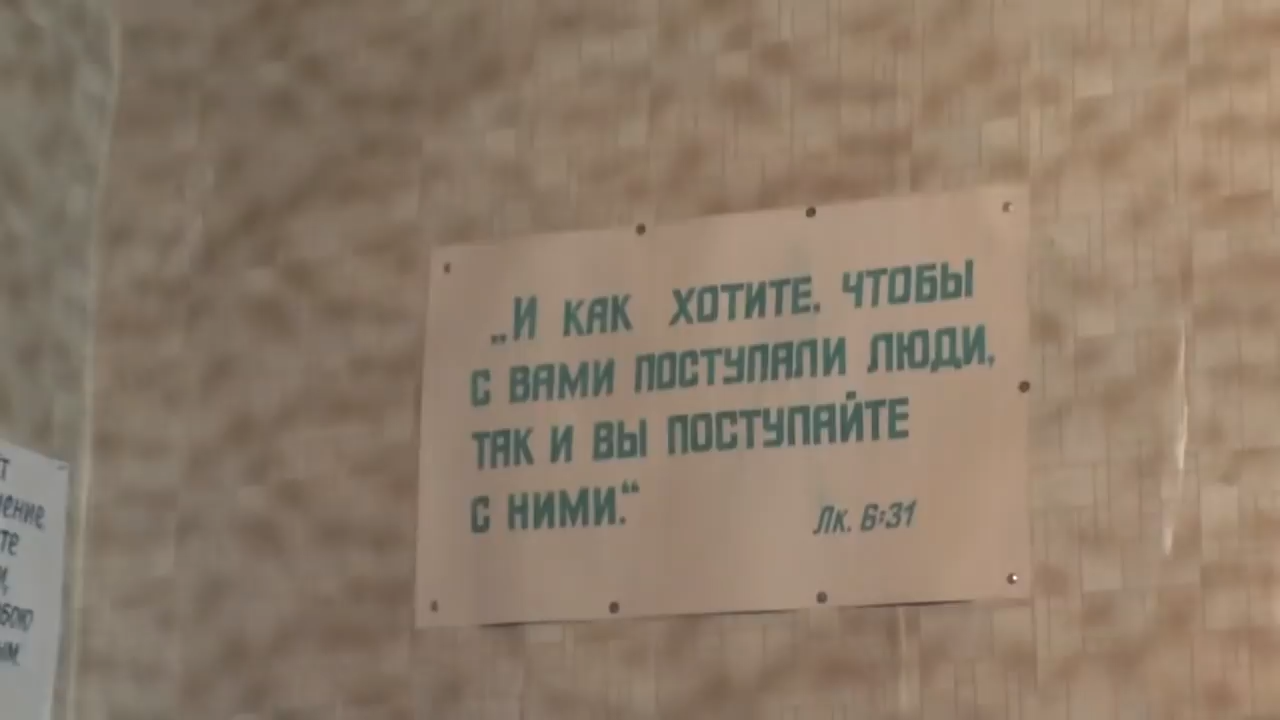 „И КАК ХОТИТЕ, ЧТОБЫ
С ВАМИ ПОСТУПАЛИ ЛЮДИ,
ТАК И ВЫ ПОСТУПАЙТЕ
С НИМИ.“
Лк. 6:31